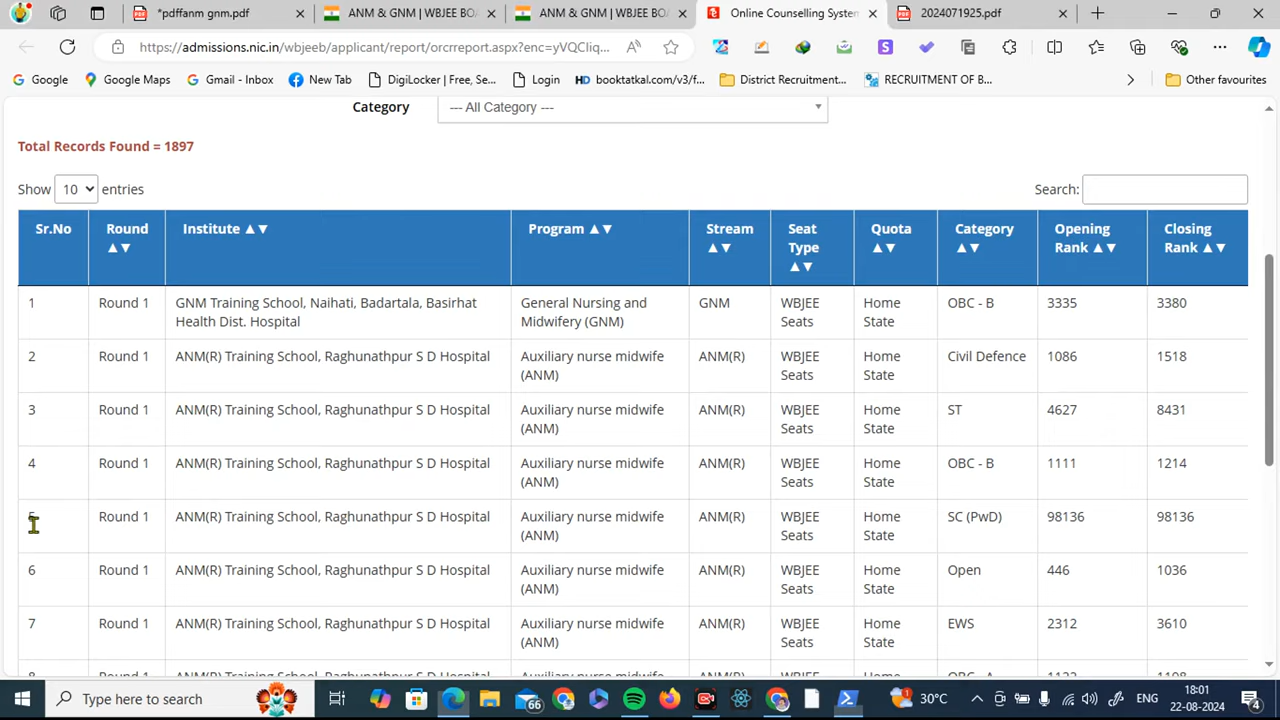 *pdffanm gnm.pdf
ANM & GNM | WBJEE BO
ANM & GNM | WBJEE BO
Online Counselling System
2024071925.pdf
https://admissions.nic.in/wbjeeb/applicant/report/orcrreport.aspx?enc=yVQCliq...
Google
Google Maps
Gmail - Inbox
New Tab
DigiLocker | Free, Se...
Login
HD booktatkal.com/v3/f...
District Recruitment...
RECRUITMENT OF B...
Other favourites
Category
--- All Category ---
Total Records Found = 1897
Show 10 entries
Search:
Sr.No Round ▲▼ Institute ▲▼ Program ▲▼ Stream ▲▼ Seat Type ▲▼ Quota ▲▼ Category ▲▼ Opening Rank ▲▼ Closing Rank ▲▼
1 Round 1 GNM Training School, Naihati, Badartala, Basirhat General Nursing and GNM WBJEE Home OBC - B 3335 3380
Health Dist. Hospital Midwifery (GNM) Seats State
2 Round 1 ANM(R) Training School, Raghunathpur S D Hospital Auxiliary nurse midwife ANM(R) WBJEE Home Civil Defence 1086 1518
(ANM) Seats State
3 Round 1 ANM(R) Training School, Raghunathpur S D Hospital Auxiliary nurse midwife ANM(R) WBJEE Home ST 4627 8431
(ANM) Seats State
4 Round 1 ANM(R) Training School, Raghunathpur S D Hospital Auxiliary nurse midwife ANM(R) WBJEE Home OBC - B 1111 1214
(ANM) Seats State
5 Round 1 ANM(R) Training School, Raghunathpur S D Hospital Auxiliary nurse midwife ANM(R) WBJEE Home SC (PwD) 98136 98136
(ANM) Seats State
6 Round 1 ANM(R) Training School, Raghunathpur S D Hospital Auxiliary nurse midwife ANM(R) WBJEE Home Open 446 1036
(ANM) Seats State
7 Round 1 ANM(R) Training School, Raghunathpur S D Hospital Auxiliary nurse midwife ANM(R) WBJEE Home EWS 2312 3610
(ANM) Seats State
Type here to search
66
30°C
ENG
18:01
22-08-2024
4